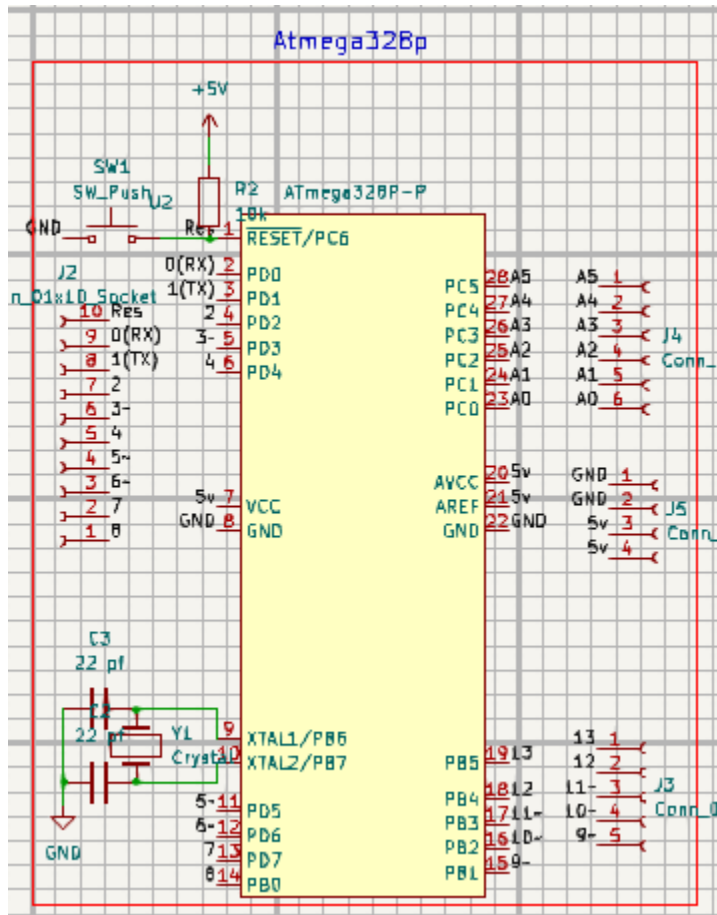 Atmega328p
+5V
SW1
SW_Push
U2
R2
10k
ATmega328P-P
GND
Res 1 RESET/PC6
0(RX) 2 PD0
1(TX) 3 PD1
2 4 PD2
3~ 5 PD3
4 6 PD4
J2
n_01x10_Socket
10 Res
9 0(RX)
8 1(TX)
7 2
6 3~
5 4
4 5~
3 6~
2 7
1 8
PC5 28 A5
PC4 27 A4
PC3 26 A3
PC2 25 A2
PC1 24 A1
PC0 23 A0
A5 1
A4 2
A3 3
A2 4
A1 5
A0 6
J4
Conn_
5v 7 VCC
GND 8 GND
AVCC 20 5v
AREF 21 5v
GND 22 GND
GND 1
GND 2
5v 3
5v 4
J5
Conn_
C3
22 pf
C2
22 pf
Y1
Crystal
GND
9 XTAL1/PB6
10 XTAL2/PB7
5~ 11 PD5
6~ 12 PD6
7 13 PD7
8 14 PB0
PB5 19 13
PB4 18 12
PB3 17 11~
PB2 16 10~
PB1 15 9~
13 1
12 2
11~ 3
10~ 4
9~ 5
J3
Conn_0